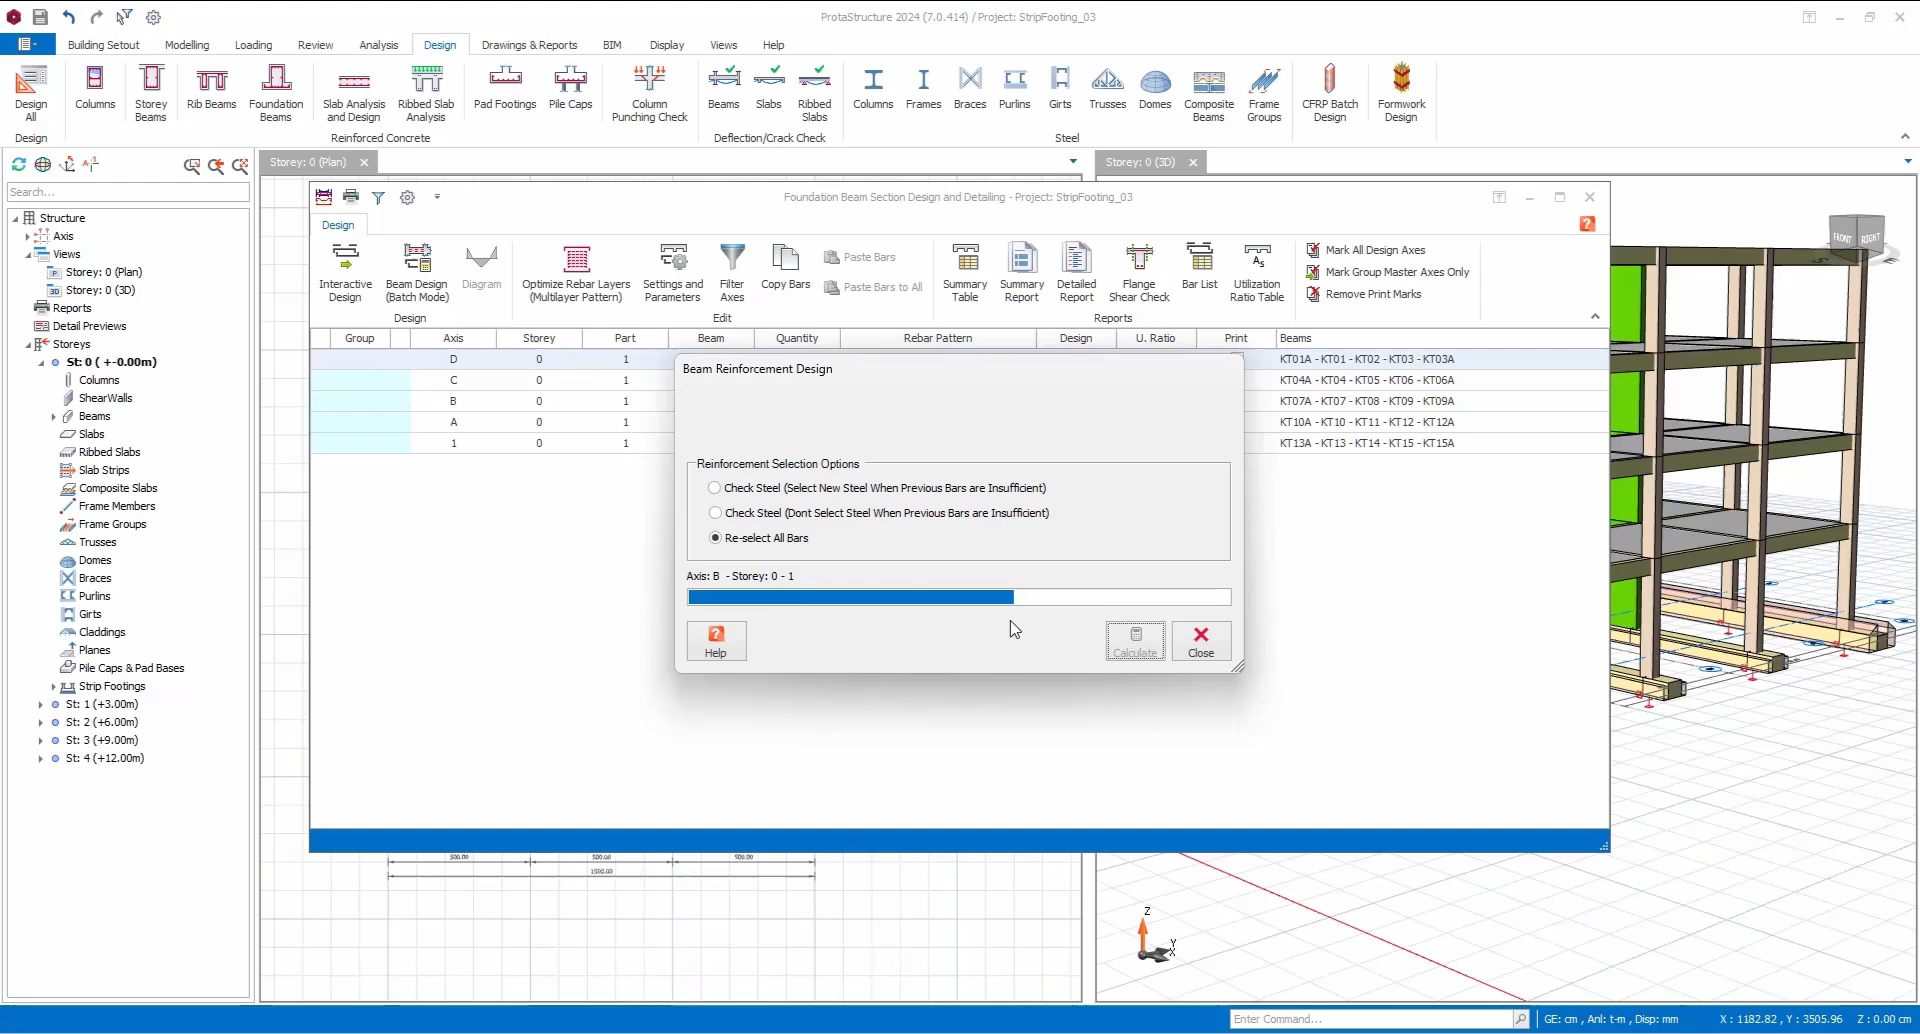 ProtaStructure 2024 (7.0.414) / Project: StripFooting_03
Building Setout Modelling Loading Review Analysis Design Drawings & Reports BIM Display Views Help
Design All
Columns
Storey Beams
Rib Beams
Foundation Beams
Slab Analysis and Design
Ribbed Slab Analysis
Pad Footings
Pile Caps
Column Punching Check
Beams
Slabs
Ribbed Slabs
Columns
Frames
Braces
Purlins
Girts
Trusses
Domes
Composite Beams
Frame Groups
CFRP Batch Design
Formwork Design
Design Reinforced Concrete Deflection/Crack Check Steel
Search...
Structure
Axis
Views
Storey: 0 (Plan)
Storey: 0 (3D)
Reports
Detail Previews
Storeys
St: 0 ( +-0.00m)
Columns
ShearWalls
Beams
Slabs
Ribbed Slabs
Slab Strips
Composite Slabs
Frame Members
Frame Groups
Trusses
Domes
Braces
Purlins
Girts
Claddings
Planes
Pile Caps & Pad Bases
Strip Footings
St: 1 (+3.00m)
St: 2 (+6.00m)
St: 3 (+9.00m)
St: 4 (+12.00m)
Storey: 0 (Plan)
Storey: 0 (3D)
Foundation Beam Section Design and Detailing - Project: StripFooting_03
Design
Interactive Design
Beam Design (Batch Mode)
Diagram
Optimize Rebar Layers (Multilayer Pattern)
Settings and Parameters
Filter Axes
Copy Bars
Paste Bars
Paste Bars to All
Summary Table
Summary Report
Detailed Report
Flange Shear Check
Bar List
Utilization Ratio Table
Mark All Design Axes
Mark Group Master Axes Only
Remove Print Marks
Design Edit Reports
Group Axis Storey Part Beam Quantity Rebar Pattern Design U. Ratio Print Beams
D 0 1 KT01A - KT01 - KT02 - KT03 - KT03A
C 0 1 KT04A - KT04 - KT05 - KT06 - KT06A
B 0 1 KT07A - KT07 - KT08 - KT09 - KT09A
A 0 1 KT10A - KT10 - KT11 - KT12 - KT12A
1 0 1 KT13A - KT13 - KT14 - KT15 - KT15A
Beam Reinforcement Design
Reinforcement Selection Options
Check Steel (Select New Steel When Previous Bars are Insufficient)
Check Steel (Dont Select Steel When Previous Bars are Insufficient)
Re-select All Bars
Axis: B - Storey: 0 - 1
Help
Calculate
Close
500.00 500.00 500.00
1500.00
FRONT RIGHT
Z
Y
X
Enter Command...
GE: cm , Anl: t-m , Disp: mm
X : 1182.82 , Y : 3505.96 Z : 0.00 cm